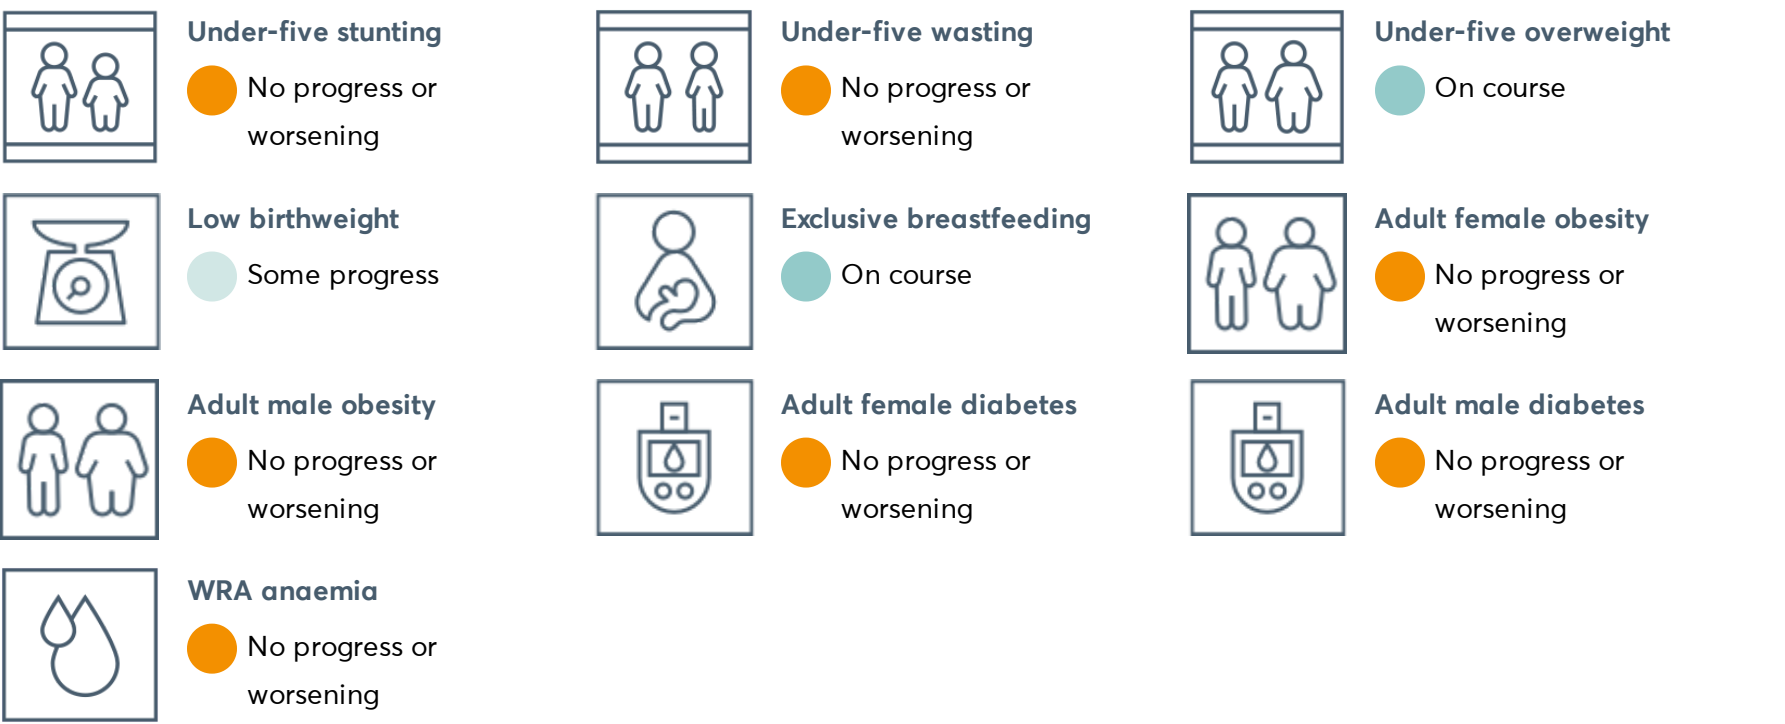 Under-five stunting
No progress or
worsening
Under-five wasting
No progress or
worsening
Under-five overweight
On course
Low birthweight
Some progress
Exclusive breastfeeding
On course
Adult female obesity
No progress or
worsening
Adult male obesity
No progress or
worsening
Adult female diabetes
No progress or
worsening
Adult male diabetes
No progress or
worsening
WRA anaemia
No progress or
worsening